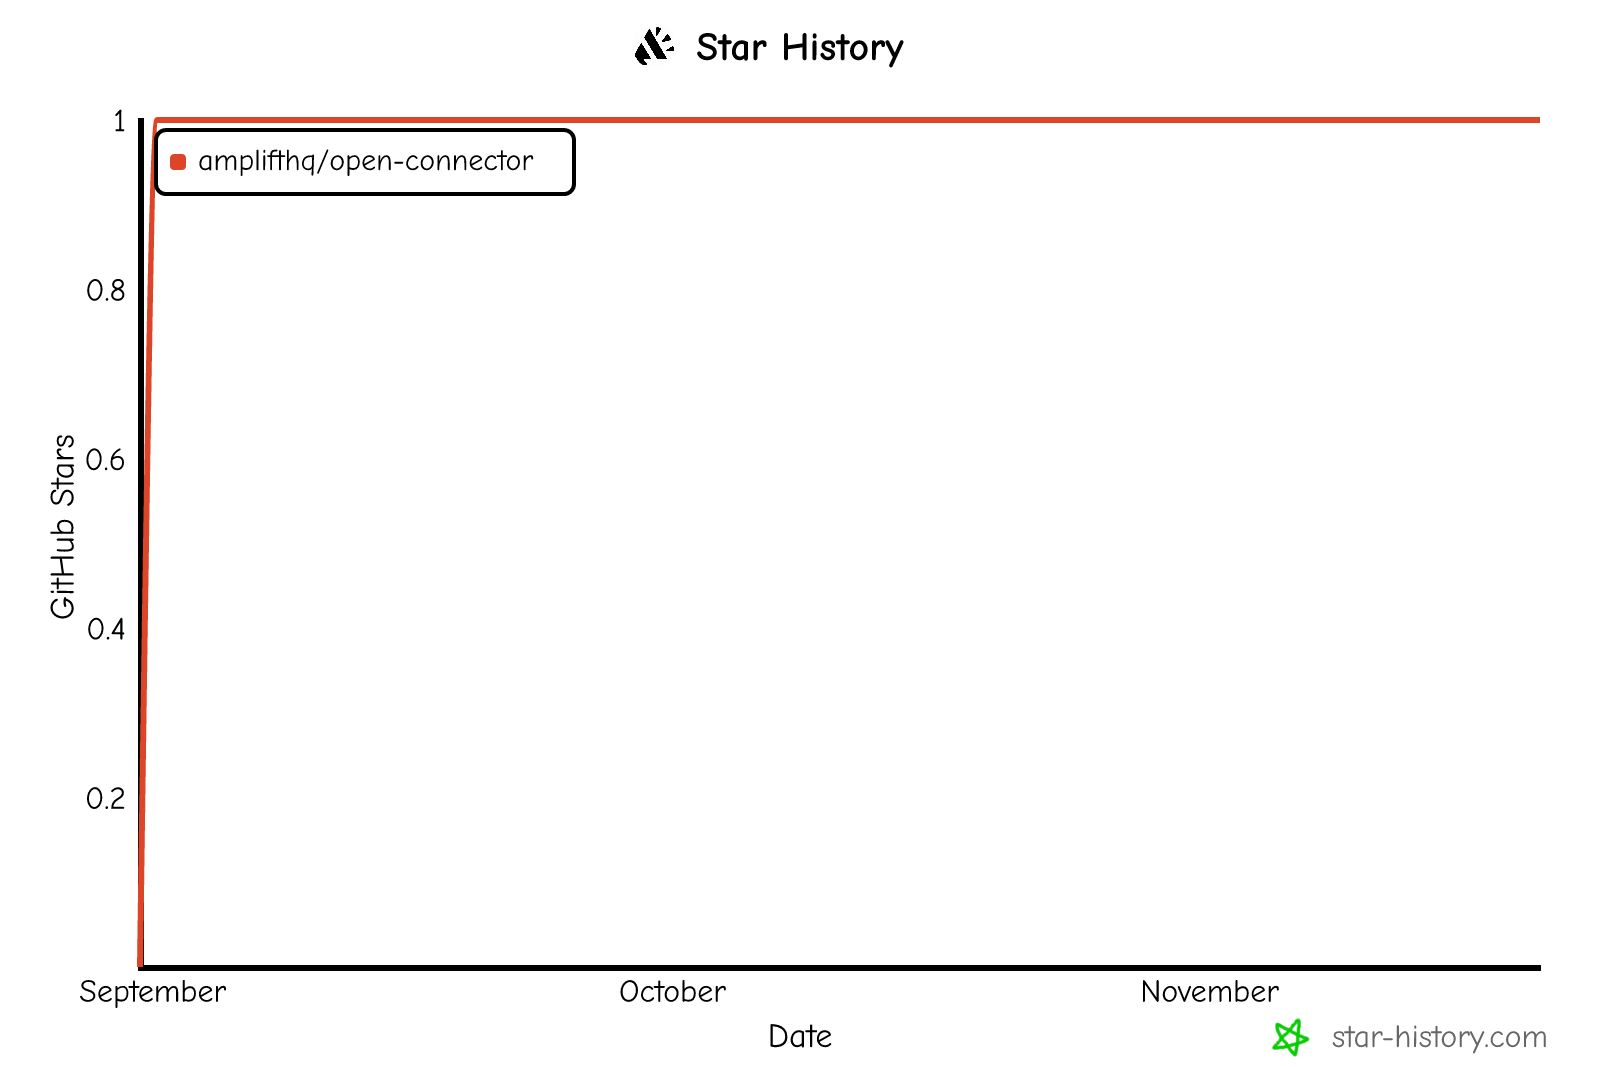 Star History
1
amplifthq/open-connector
0.8
0.6
0.4
0.2
GitHub Stars
September
October
November
Date
star-history.com